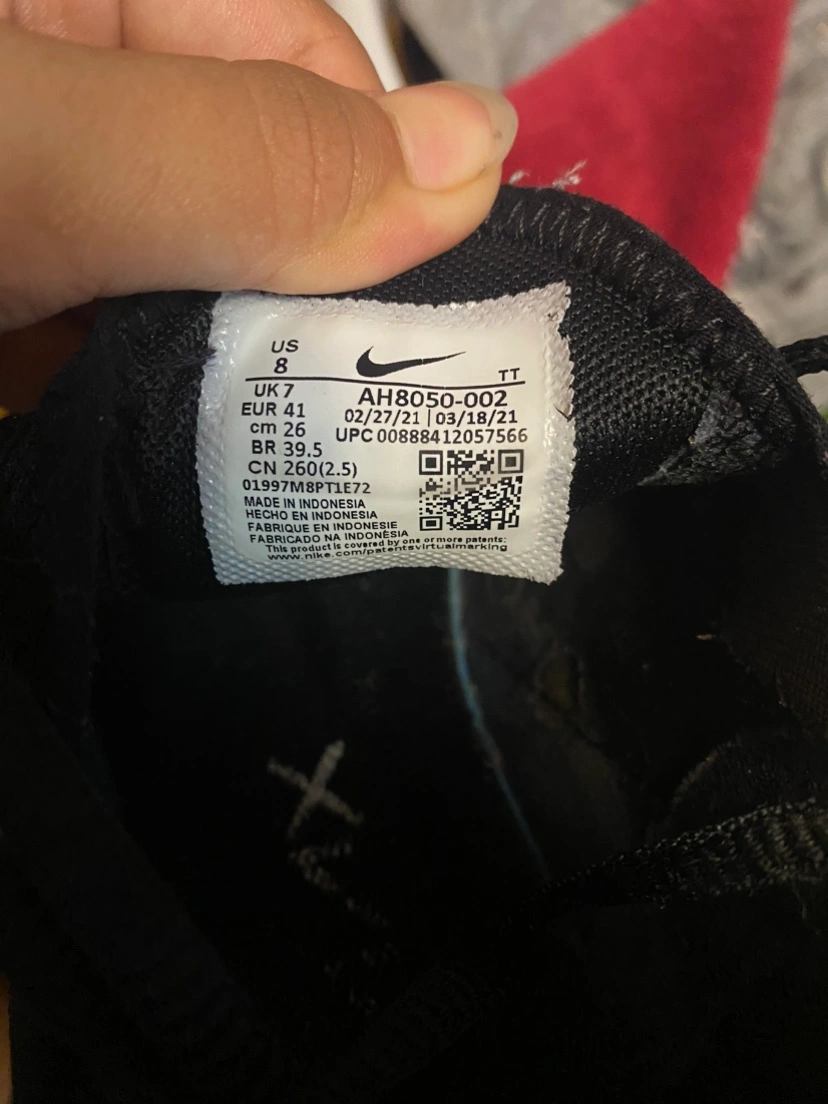 US
8
TT
UK 7
EUR 41
cm 26
BR 39.5
CN 260(2.5)
01997M8PT1E72
AH8050-002
02/27/21 | 03/18/21
UPC 00888412057566
MADE IN INDONESIA
HECHO EN INDONESIA
FABRIQUE EN INDONESIE
FABRICADO NA INDONÉSIA
This product is covered by one or more patents:
www.nike.com/patentsvirtualmarking